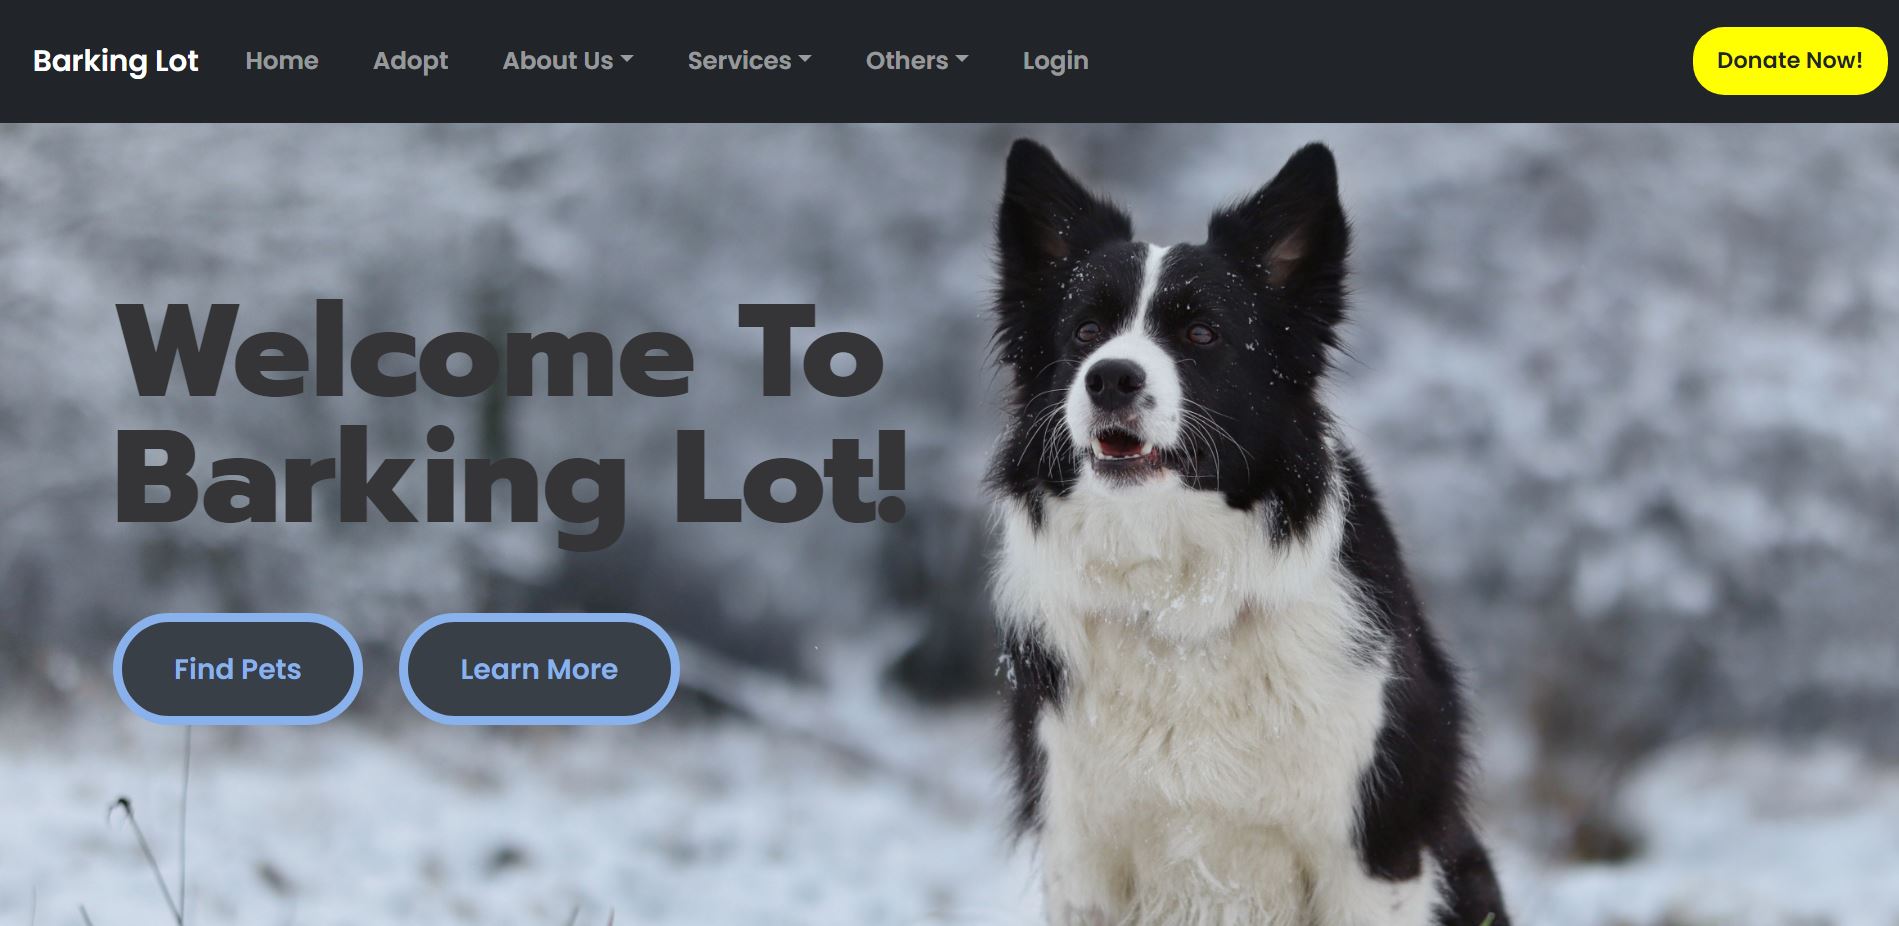 Barking Lot Home Adopt About Us Services Others Login Donate Now!
Welcome To
Barking Lot!
Find Pets Learn More